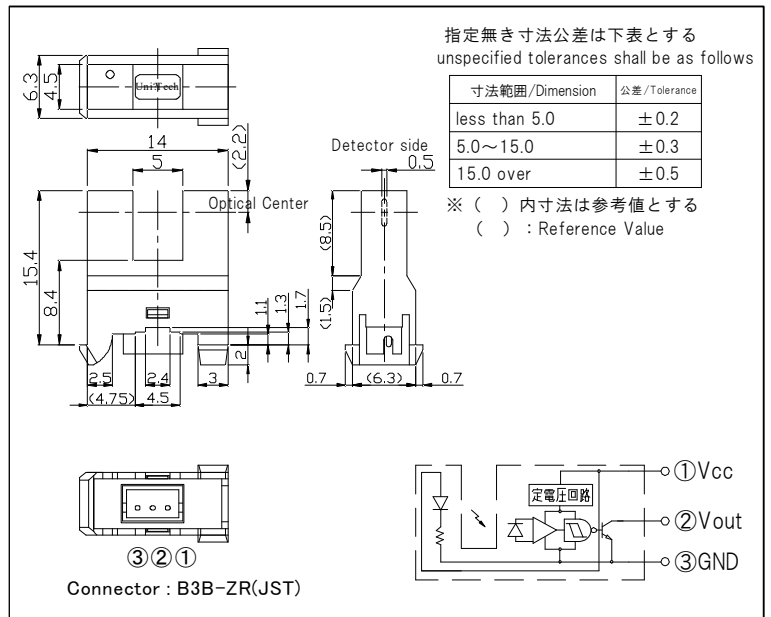 指定無き寸法公差は下表とする
unspecified tolerances shall be as follows
寸法範囲/Dimension 公差/Tolerance
less than 5.0 ±0.2
5.0～15.0 ±0.3
15.0 over ±0.5
※ ( ) 内寸法は参考値とする
( ) : Reference Value
6.3
4.5
Uni Tech
14
5
(2.2)
Optical Center
15.4
8.4
1.1
1.3
1.7
2
2.5
2.4
3
(4.75)
4.5
Detector side
0.5
(8.5)
(1.5)
0.7
(6.3)
0.7
③②①
Connector : B3B-ZR(JST)
定電圧回路
①Vcc
②Vout
③GND